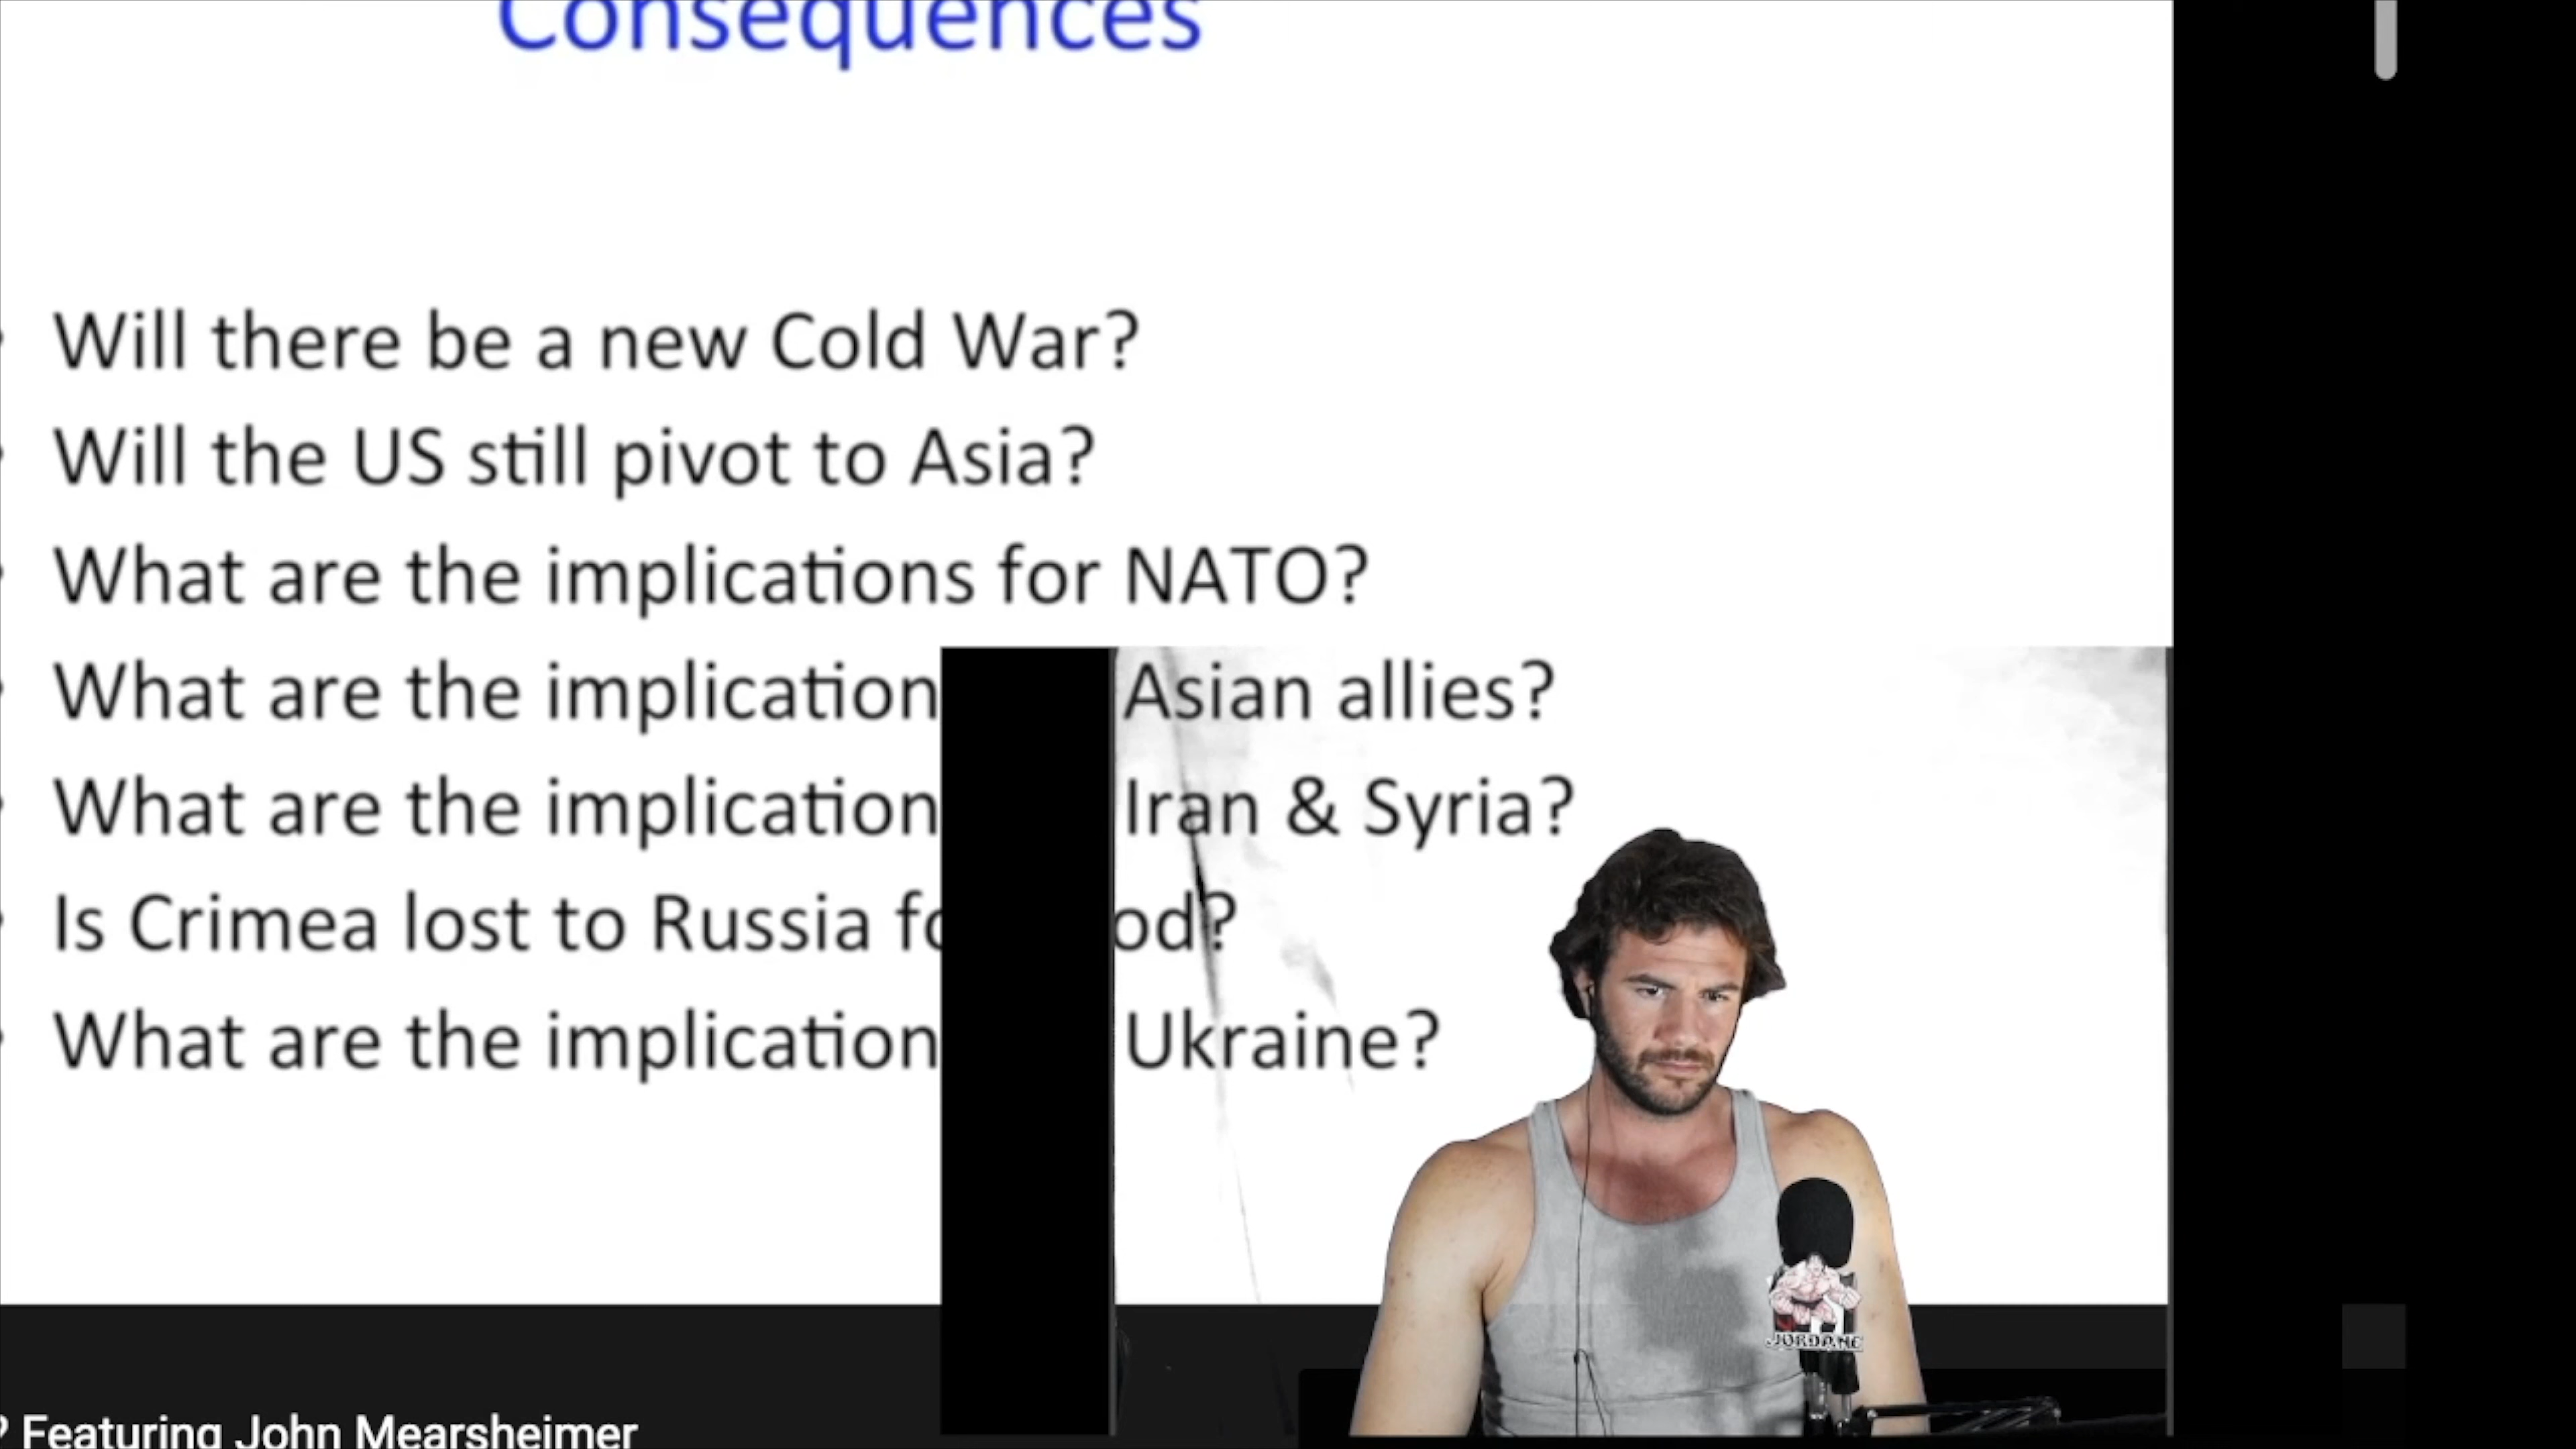 Consequences
• Will there be a new Cold War?
• Will the US still pivot to Asia?
• What are the implications for NATO?
• What are the implication Asian allies?
• What are the implication Iran & Syria?
• Is Crimea lost to Russia fo od?
• What are the implication Ukraine?
JORDANC
? Featuring John Mearsheimer